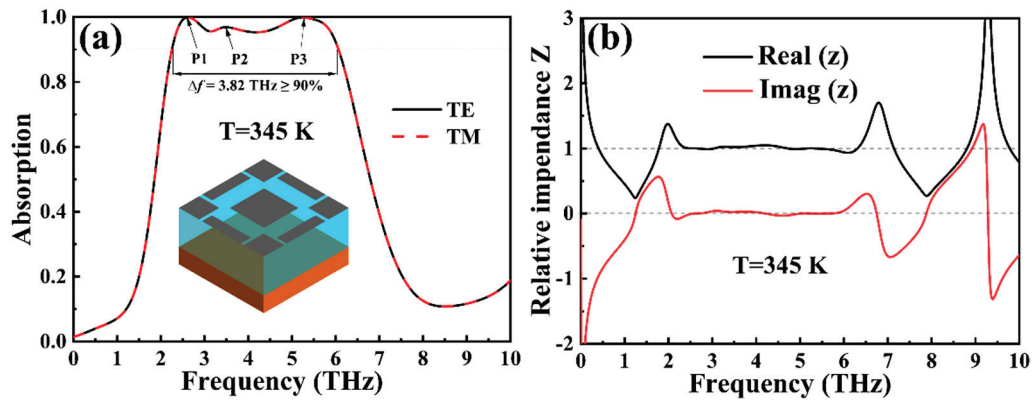 (a)
P1
P2
P3
Δf = 3.82 THz ≥ 90%
TE
TM
T=345 K
Absorption
1.0
0.8
0.6
0.4
0.2
0.0
0 1 2 3 4 5 6 7 8 9 10
Frequency (THz)
(b)
Real (z)
Imag (z)
T=345 K
Relative impendance Z
3
2
1
0
-1
-2
0 1 2 3 4 5 6 7 8 9 10
Frequency (THz)